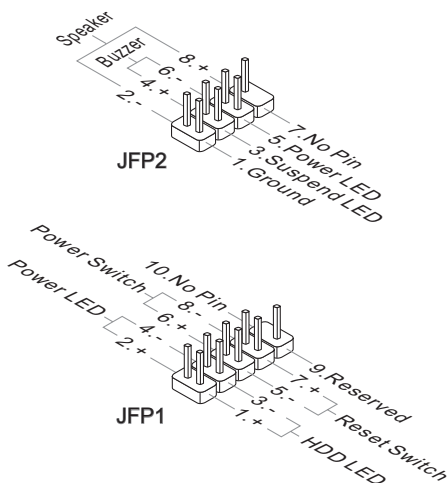 Speaker
Buzzer
8.+
6.-
4.+
2.-
7.No Pin
5.Power LED
3.Suspend LED
1.Ground
JFP2
Power Switch
Power LED
10.No Pin
8.-
6.+
4.-
2.+
9.Reserved
7.+
5.-
3.-
1.+
Reset Switch
HDD LED
JFP1